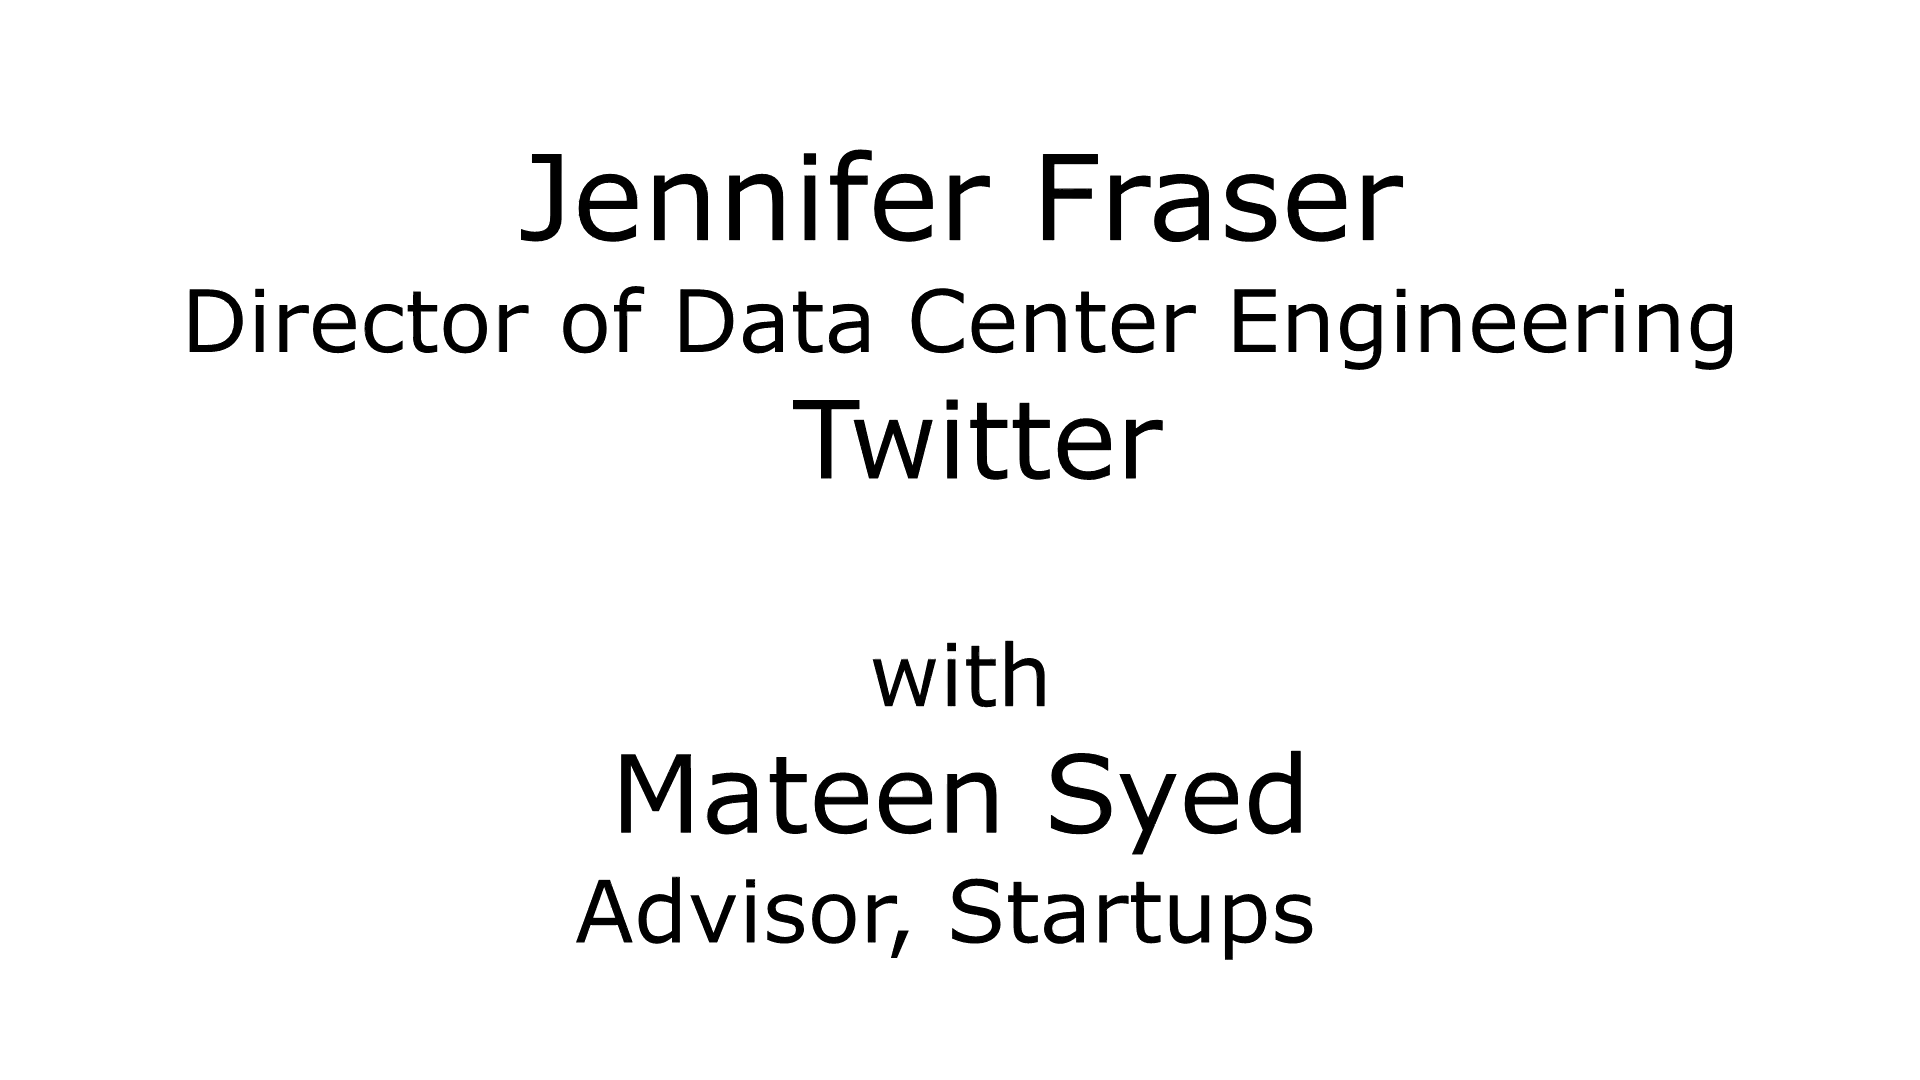 Jennifer Fraser
Director of Data Center Engineering
Twitter
with
Mateen Syed
Advisor, Startups